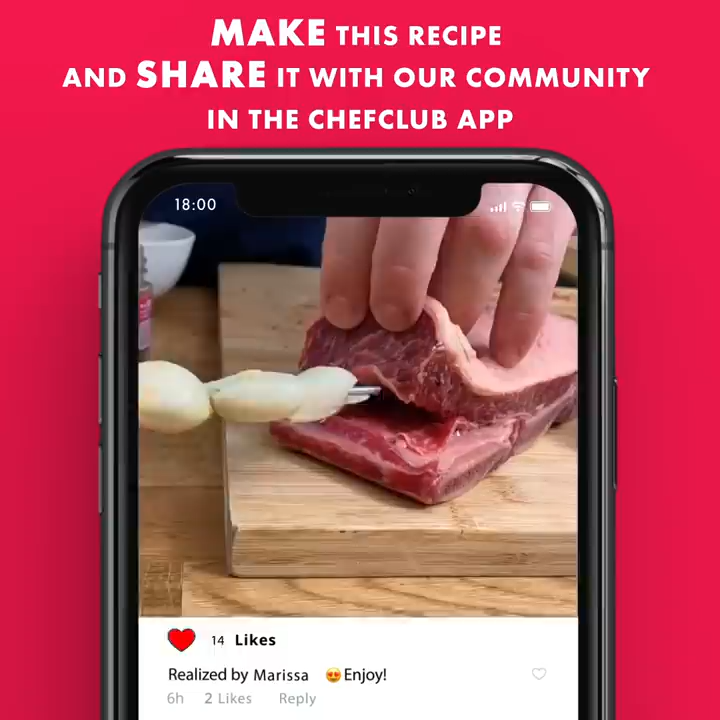 MAKE THIS RECIPE
AND SHARE IT WITH OUR COMMUNITY
IN THE CHEFCLUB APP
18:00
14 Likes
Realized by Marissa 😍Enjoy!
6h 2 Likes Reply